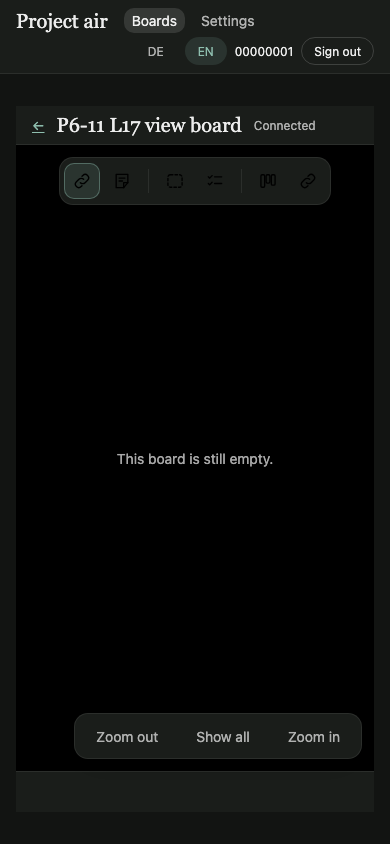 Project air Boards Settings
DE EN 00000001 Sign out
← P6-11 L17 view board Connected
This board is still empty.
Zoom out Show all Zoom in